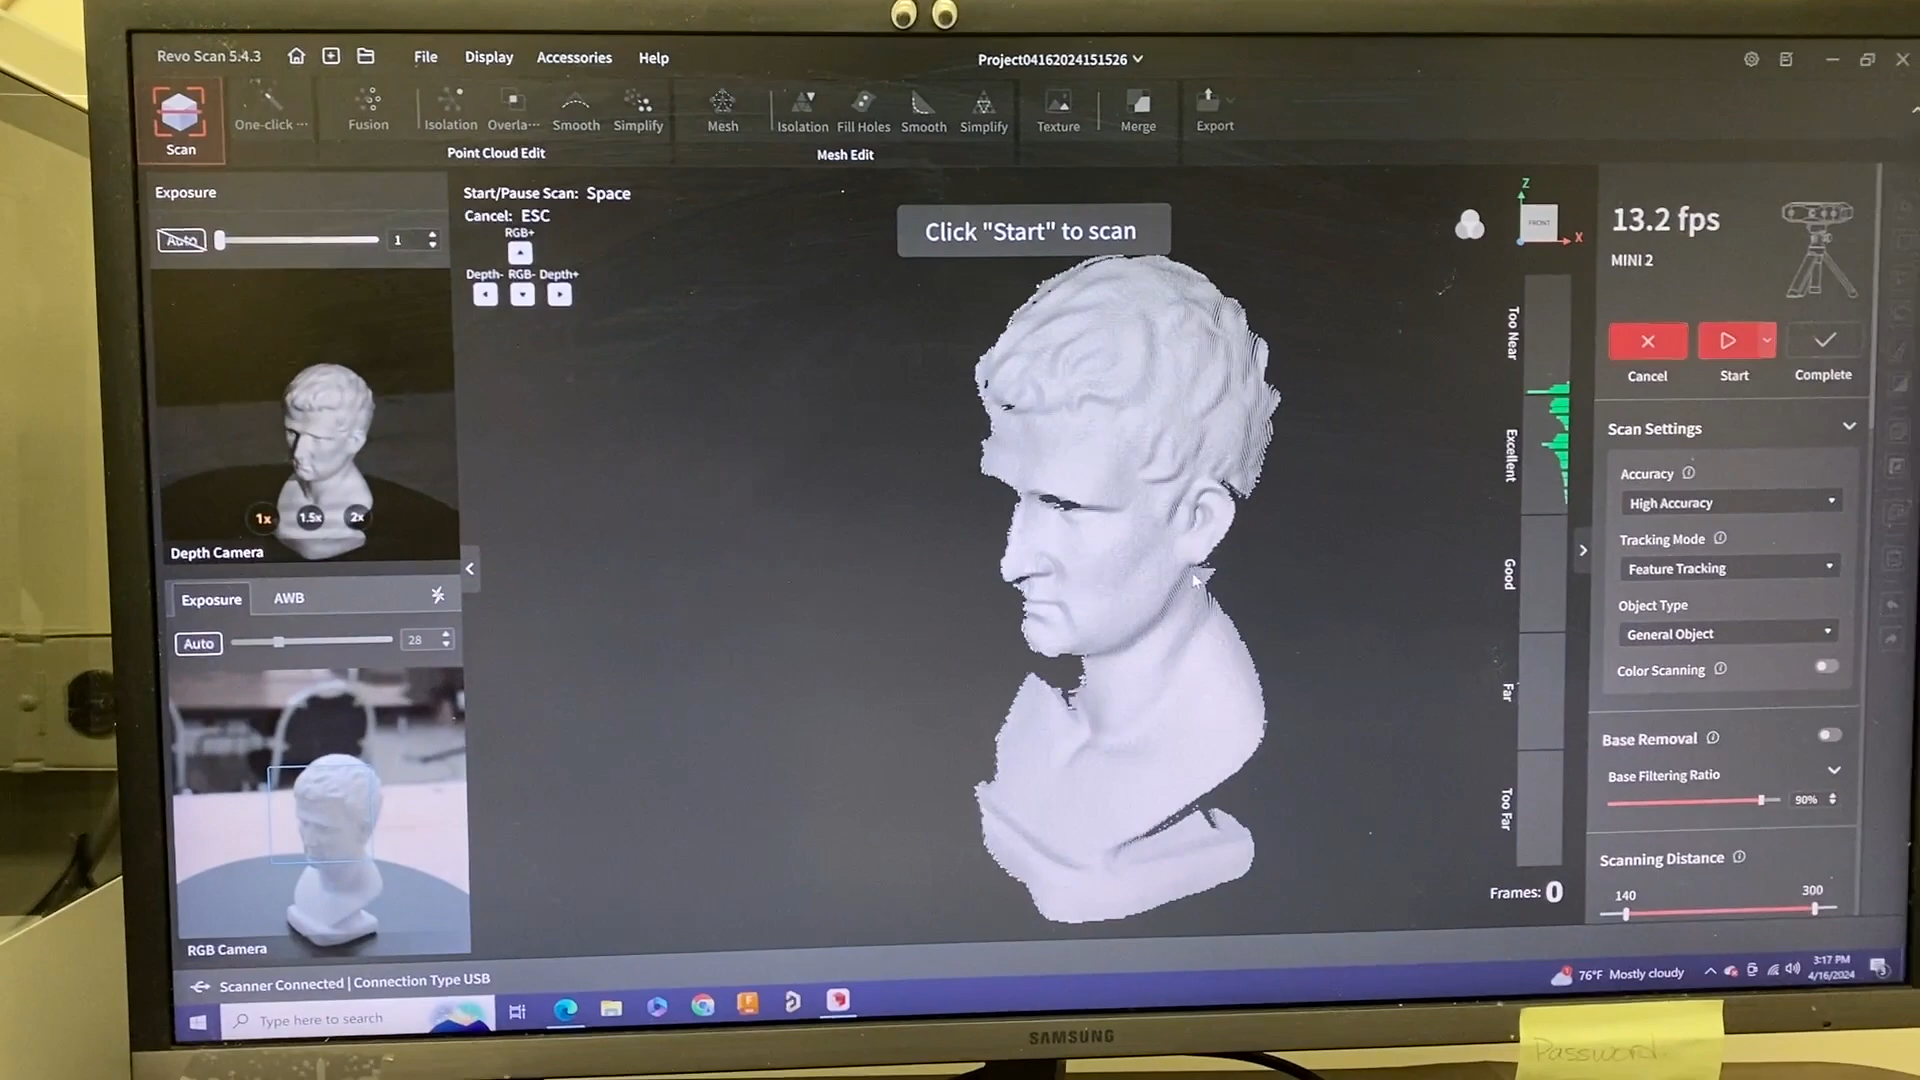 Revo Scan 5.4.3
File Display Accessories Help
Project04162024151526
Scan
One-click ···
Fusion
Isolation Overla··· Smooth Simplify
Point Cloud Edit
Mesh
Isolation Fill Holes Smooth Simplify
Mesh Edit
Texture
Merge
Export
Exposure
Auto
1
1x 1.5x 2x
Depth Camera
Exposure AWB
Auto
28
RGB Camera
Start/Pause Scan: Space
Cancel: ESC
RGB+
Depth- RGB- Depth+
Click "Start" to scan
Z
FRONT
X
Too Near
Excellent
Good
Far
Too Far
Frames: 0
13.2 fps
MINI 2
Cancel
Start
Complete
Scan Settings
Accuracy
High Accuracy
Tracking Mode
Feature Tracking
Object Type
General Object
Color Scanning
Base Removal
Base Filtering Ratio
90%
Scanning Distance
140 300
Scanner Connected | Connection Type USB
Type here to search
76°F Mostly cloudy
3:17 PM
4/16/2024
3
SAMSUNG
Password